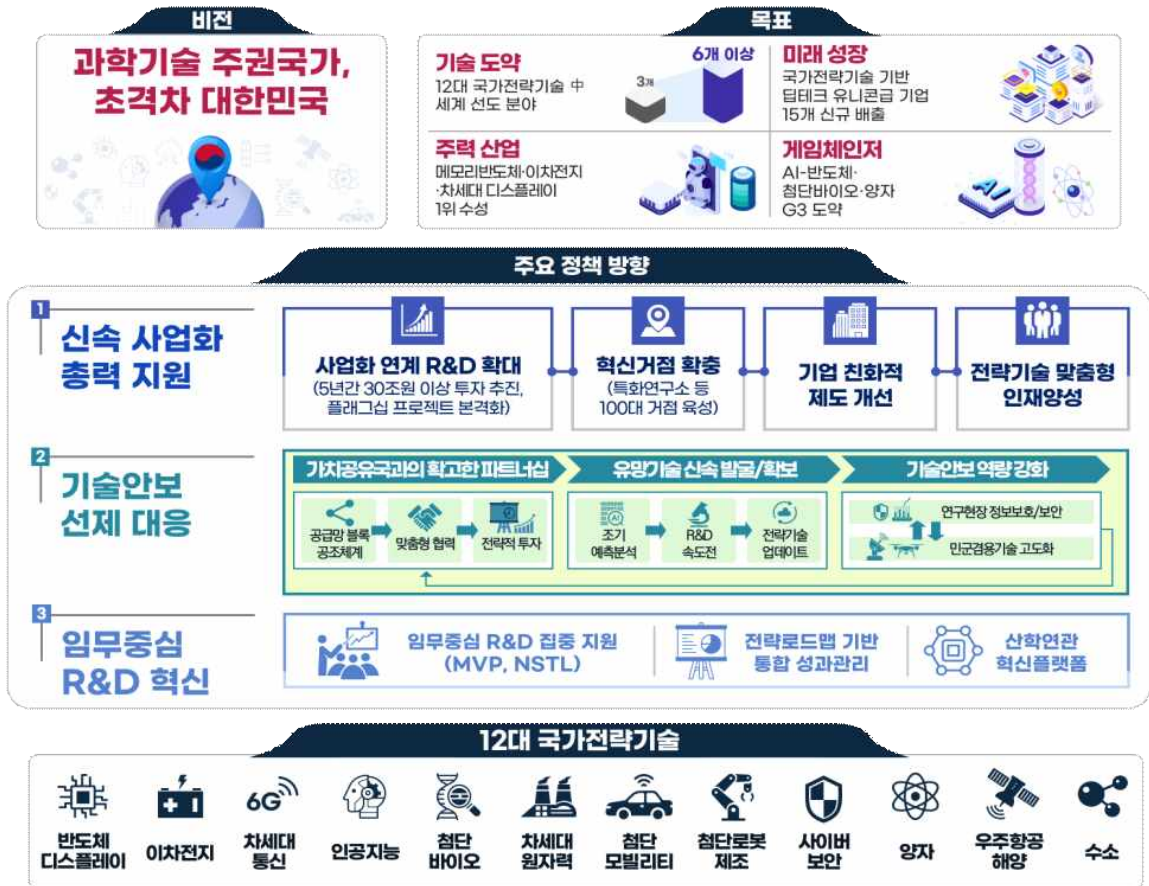 비전
과학기술 주권국가,
초격차 대한민국
목표
기술 도약
12대 국가전략기술 中
세계 선도 분야
3개
6개 이상
미래 성장
국가전략기술 기반
딥테크 유니콘급 기업
15개 신규 배출
주력 산업
메모리반도체·이차전지
·차세대 디스플레이
1위 수성
게임체인저
AI-반도체·
첨단바이오·양자
G3 도약
AI
주요 정책 방향
1
신속 사업화
총력 지원
사업화 연계 R&D 확대
(5년간 30조원 이상 투자 추진,
플래그십 프로젝트 본격화)
혁신거점 확충
(특화연구소 등
100대 거점 육성)
기업 친화적
제도 개선
전략기술 맞춤형
인재양성
2
기술안보
선제 대응
가치공유국과의 확고한 파트너십
공급망 블록
공조체계
맞춤형 협력
전략적 투자
유망기술 신속 발굴/확보
AI
조기
예측분석
R&D
속도전
전략기술
업데이트
기술안보 역량 강화
연구현장 정보보호/보안
민군겸용기술 고도화
3
임무중심
R&D 혁신
임무중심 R&D 집중 지원
(MVP, NSTL)
전략로드맵 기반
통합 성과관리
산학연관
혁신플랫폼
12대 국가전략기술
반도체
디스플레이
이차전지
6G
차세대
통신
인공지능
첨단
바이오
차세대
원자력
첨단
모빌리티
첨단로봇
제조
사이버
보안
양자
우주항공
해양
수소